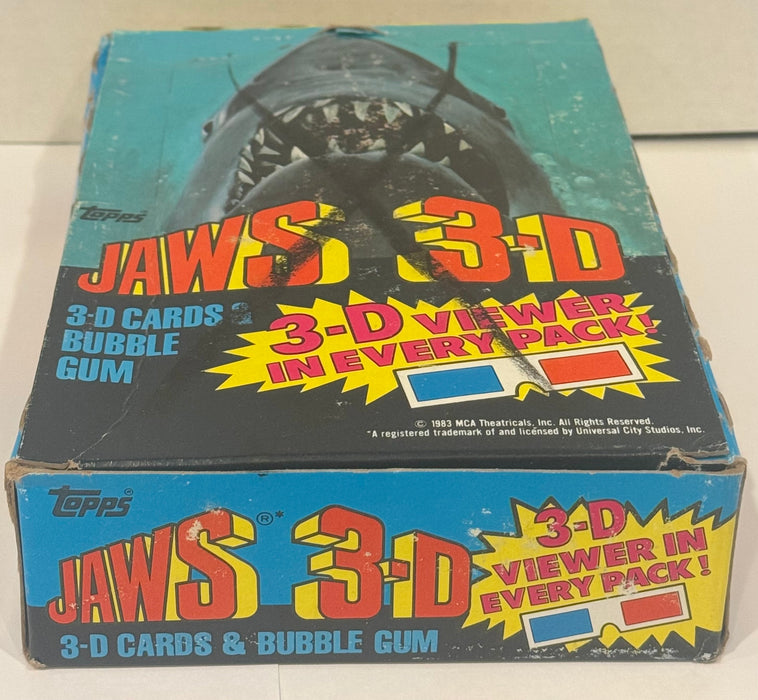 topps
JAWS 3-D
3-D CARDS &
BUBBLE
GUM
3-D VIEWER
IN EVERY PACK!
© 1983 MCA Theatricals, Inc. All Rights Reserved.
*A registered trademark of and licensed by Universal City Studios, Inc.
topps®
JAWS ®* 3-D
3-D CARDS & BUBBLE GUM
3-D
VIEWER IN
EVERY PACK!